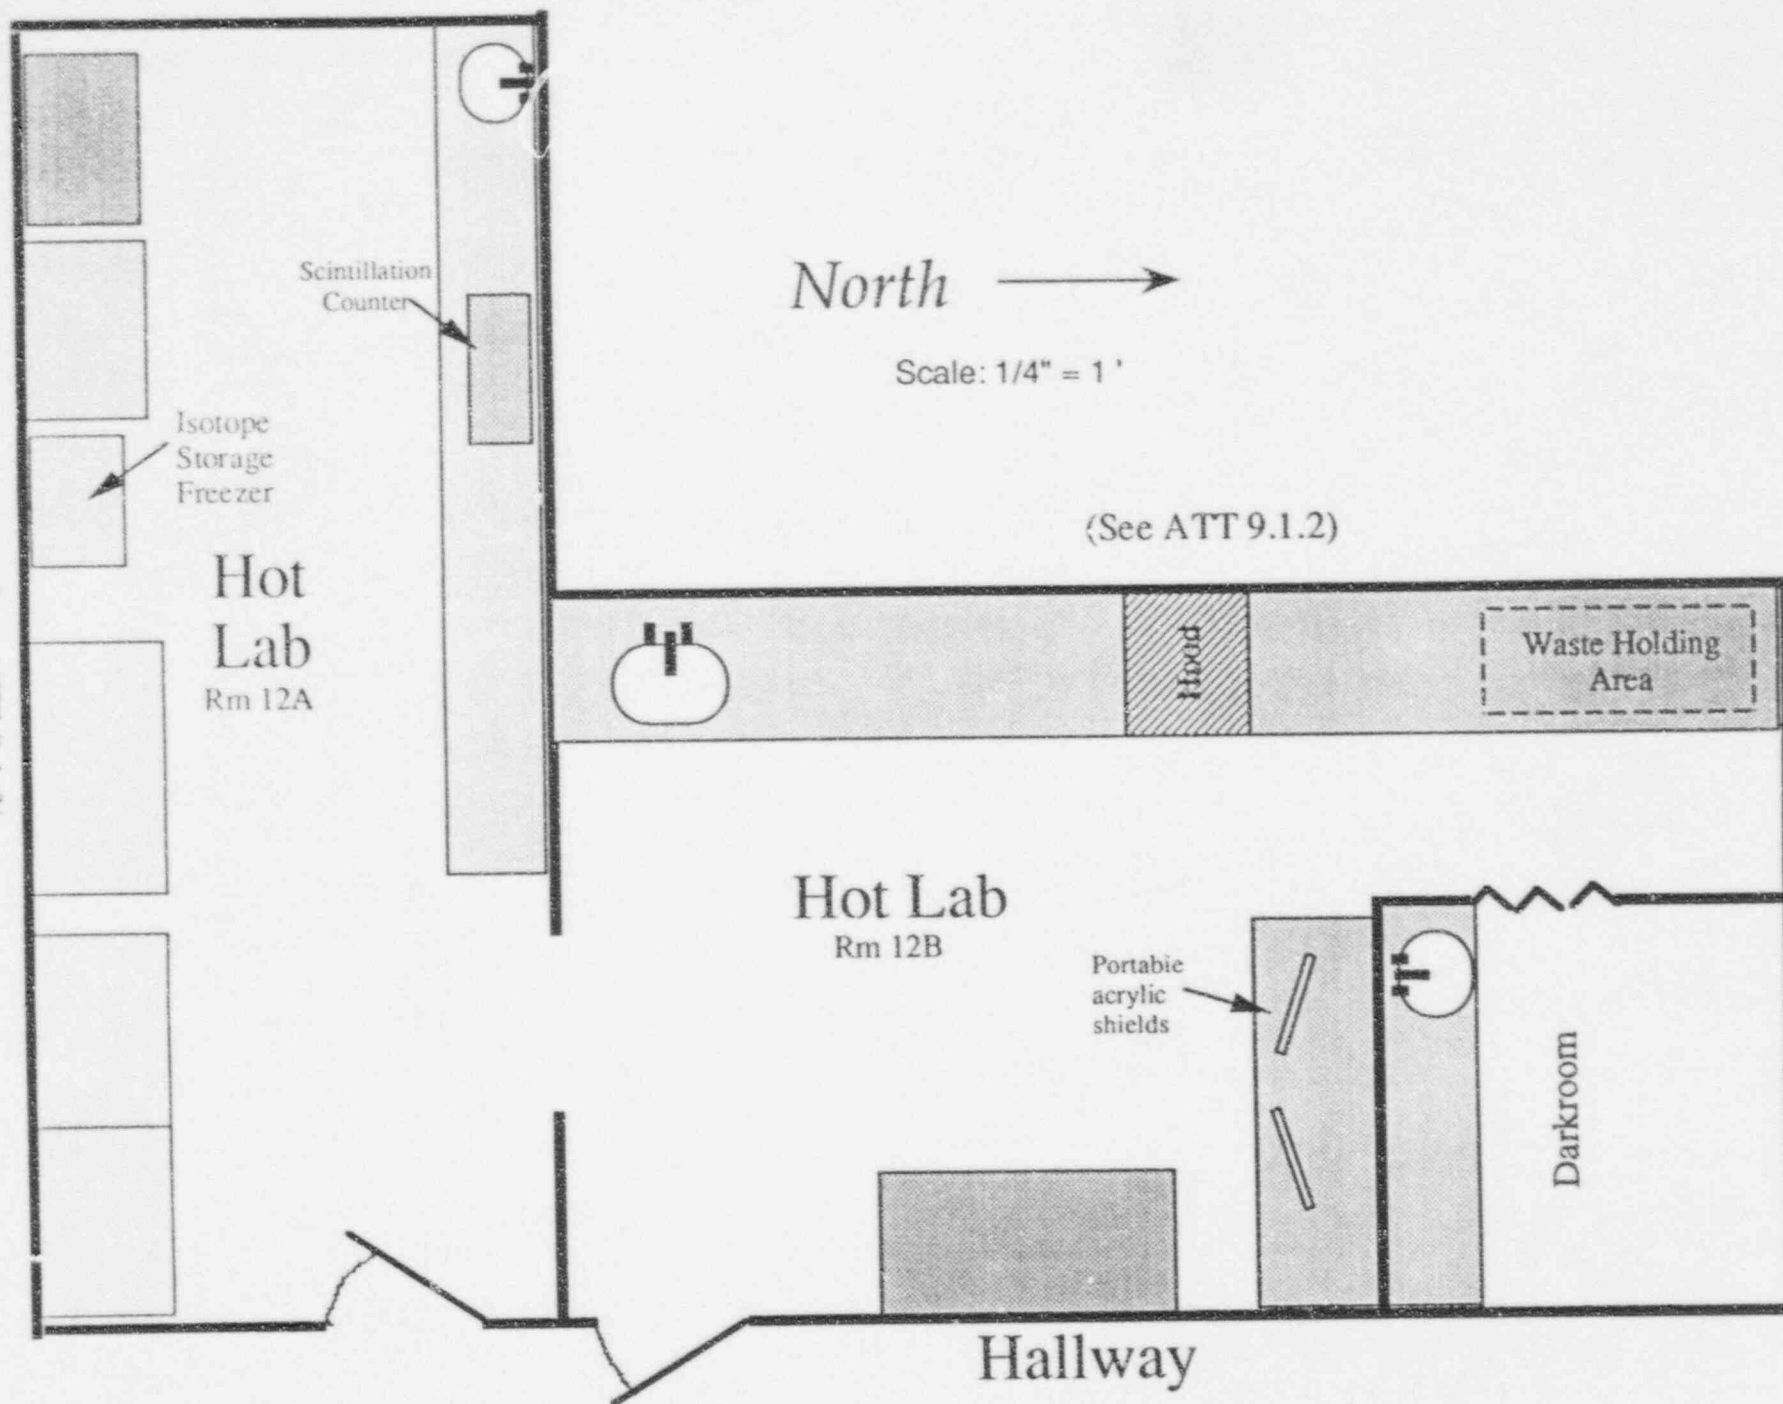 Scintillation
Counter
North
Scale: 1/4" = 1 '
Isotope
Storage
Freezer
(See ATT 9.1.2)
Hot
Lab
Rm 12A
Hood
Waste Holding
Area
Hot Lab
Rm 12B
Portable
acrylic
shields
Darkroom
Hallway